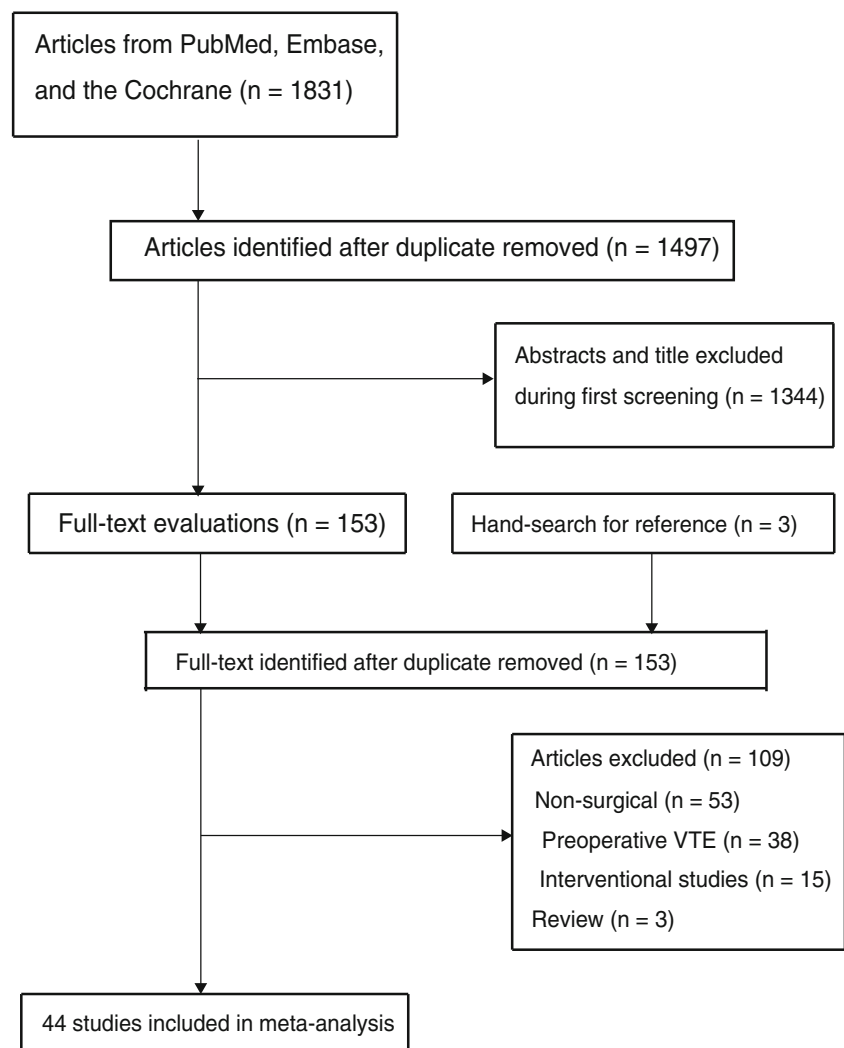 Articles from PubMed, Embase,
and the Cochrane (n = 1831)
Articles identified after duplicate removed (n = 1497)
Abstracts and title excluded
during first screening (n = 1344)
Full-text evaluations (n = 153)
Hand-search for reference (n = 3)
Full-text identified after duplicate removed (n = 153)
Articles excluded (n = 109)
Non-surgical (n = 53)
Preoperative VTE (n = 38)
Interventional studies (n = 15)
Review (n = 3)
44 studies included in meta-analysis